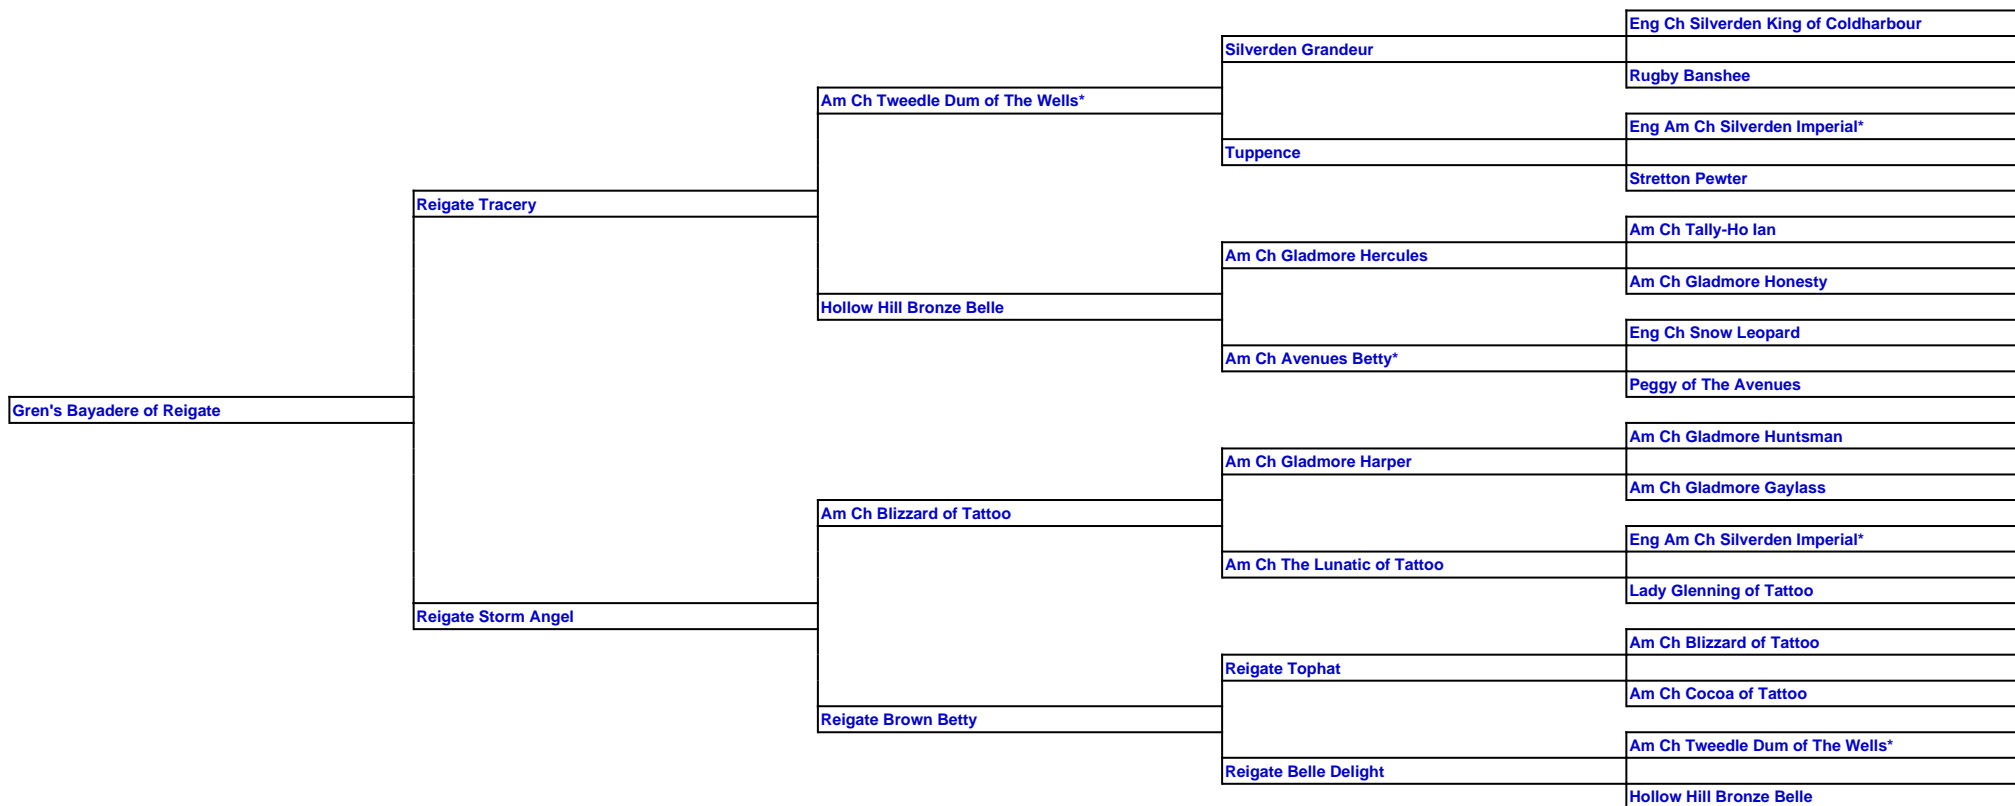 Eng Ch Silverden King of Coldharbour
Silverden Grandeur
Rugby Banshee
Am Ch Tweedle Dum of The Wells*
Eng Am Ch Silverden Imperial*
Tuppence
Stretton Pewter
Reigate Tracery
Am Ch Tally-Ho Ian
Am Ch Gladmore Hercules
Am Ch Gladmore Honesty
Hollow Hill Bronze Belle
Eng Ch Snow Leopard
Am Ch Avenues Betty*
Peggy of The Avenues
Gren's Bayadere of Reigate
Am Ch Gladmore Huntsman
Am Ch Gladmore Harper
Am Ch Gladmore Gaylass
Am Ch Blizzard of Tattoo
Eng Am Ch Silverden Imperial*
Am Ch The Lunatic of Tattoo
Lady Glenning of Tattoo
Reigate Storm Angel
Am Ch Blizzard of Tattoo
Reigate Tophat
Am Ch Cocoa of Tattoo
Reigate Brown Betty
Am Ch Tweedle Dum of The Wells*
Reigate Belle Delight
Hollow Hill Bronze Belle